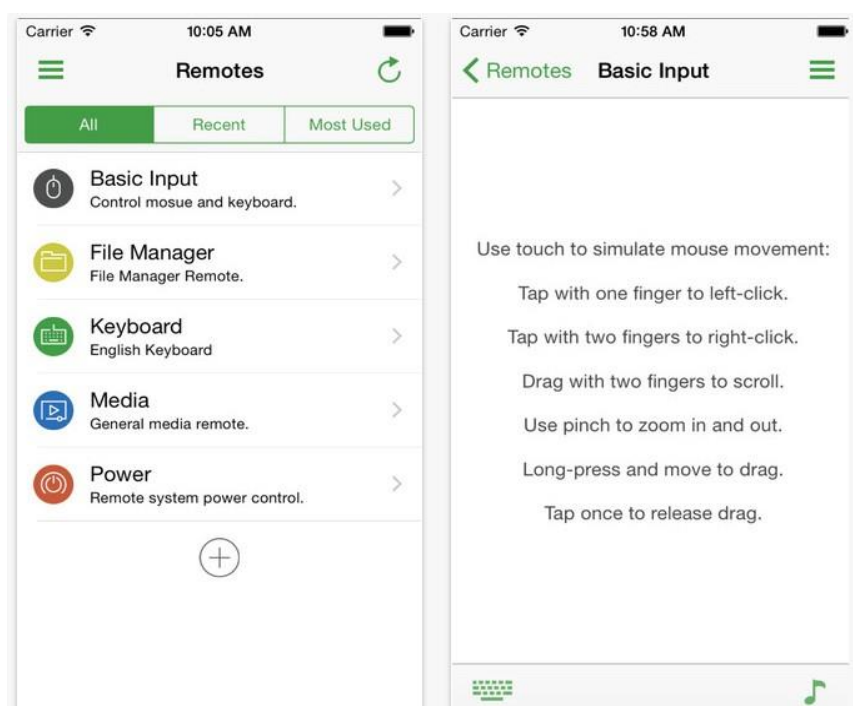 Carrier 10:05 AM
Remotes
All Recent Most Used
Basic Input
Control mosue and keyboard.
File Manager
File Manager Remote.
Keyboard
English Keyboard
Media
General media remote.
Power
Remote system power control.
Carrier 10:58 AM
Remotes Basic Input
Use touch to simulate mouse movement:
Tap with one finger to left-click.
Tap with two fingers to right-click.
Drag with two fingers to scroll.
Use pinch to zoom in and out.
Long-press and move to drag.
Tap once to release drag.